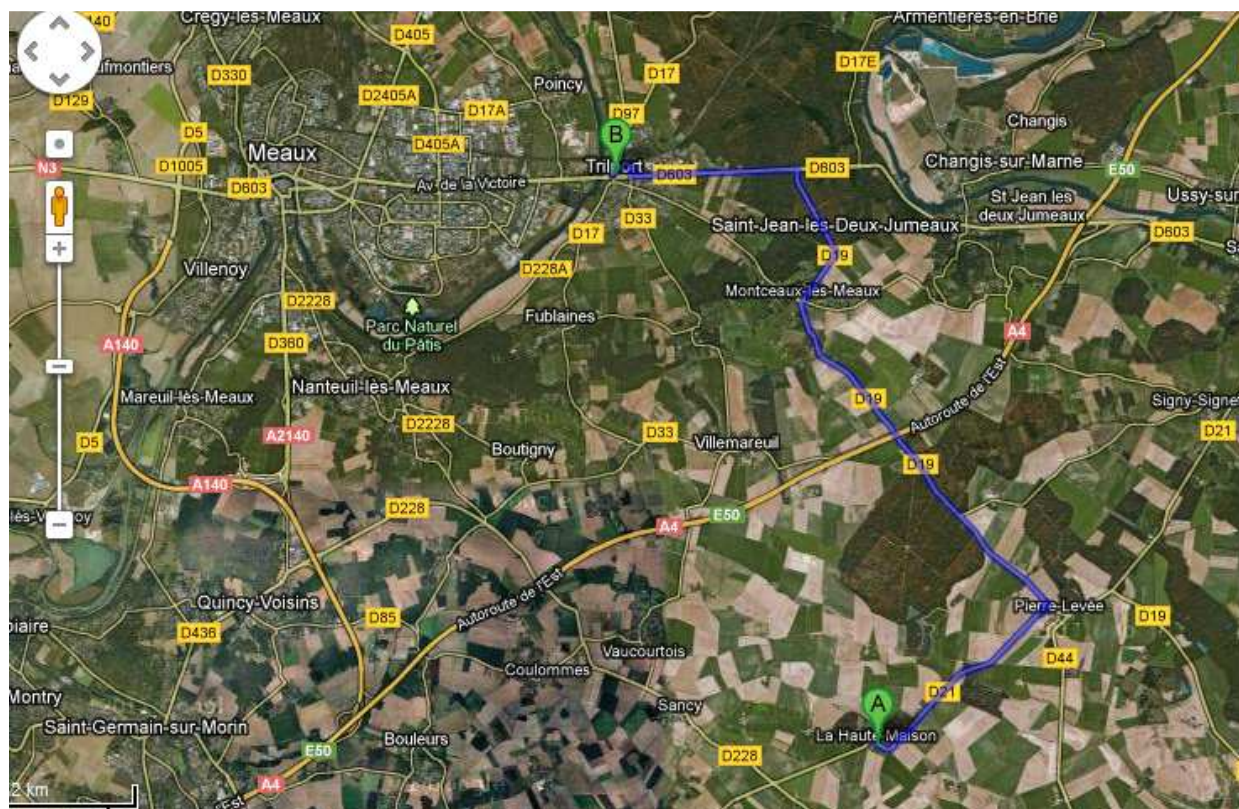 140
Crégy-lès-Meaux
D405
Armentières-en-Brie
D330
D17E
D17
Poincy
D129
D2405A
D17A
D97
B
Changis
D5
D405A
Meaux
N3
D1005
Trilport
D603
D603
Changis-sur-Marne
E50
D603
Av de la Victoire
St Jean les
deux Jumeaux
Ussy-sur
D33
Saint-Jean-les-Deux-Jumeaux
D17
D603
D19
D228A
Villenoy
Montceaux-lès-Meaux
D2228
Parc Naturel
du Pâtis
Fublaines
A4
A140
D360
Autoroute de l'Est
Nanteuil-lès-Meaux
Mareuil-lès-Meaux
D19
Signy-Signet
D2228
D33
Villemareuil
D21
A2140
D5
Boutigny
D19
A140
D228
E50
A4
Autoroute de l'Est
Quincy-Voisins
Pierre-Levée
D85
D19
D436
Vaucourtois
Coulommes
D44
Montry
D21
Sancy
A
Saint-Germain-sur-Morin
La Haute-Maison
Bouleurs
E50
D228
A4
2 km